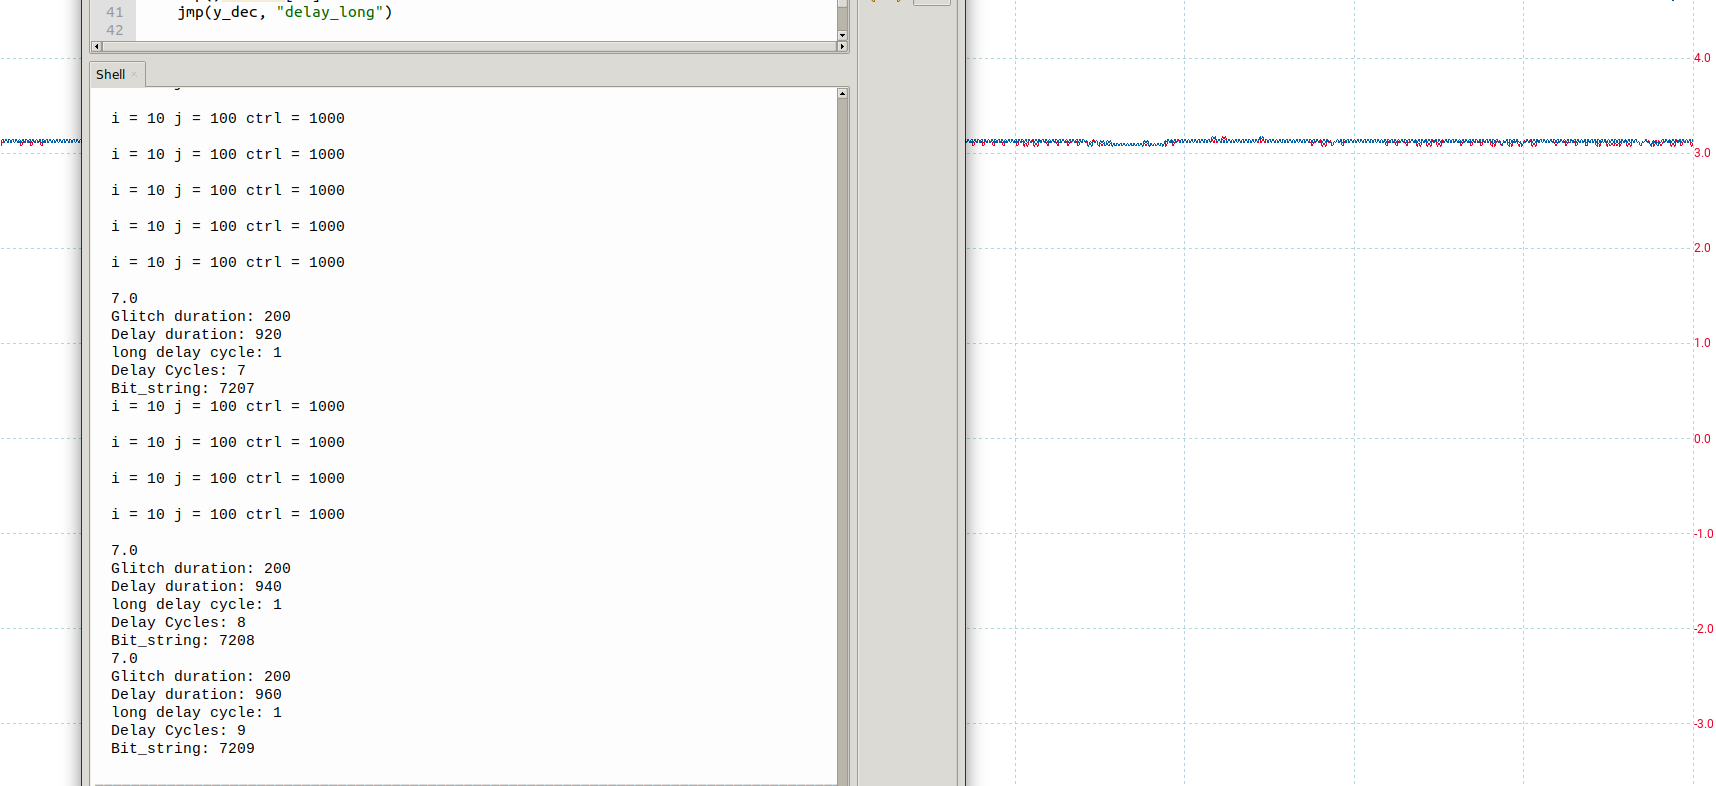 41 jmp(y_dec, "delay_long")
42
Shell
i = 10 j = 100 ctrl = 1000
i = 10 j = 100 ctrl = 1000
i = 10 j = 100 ctrl = 1000
i = 10 j = 100 ctrl = 1000
i = 10 j = 100 ctrl = 1000
7.0
Glitch duration: 200
Delay duration: 920
long delay cycle: 1
Delay Cycles: 7
Bit_string: 7207
i = 10 j = 100 ctrl = 1000
i = 10 j = 100 ctrl = 1000
i = 10 j = 100 ctrl = 1000
i = 10 j = 100 ctrl = 1000
7.0
Glitch duration: 200
Delay duration: 940
long delay cycle: 1
Delay Cycles: 8
Bit_string: 7208
7.0
Glitch duration: 200
Delay duration: 960
long delay cycle: 1
Delay Cycles: 9
Bit_string: 7209
4.0
3.0
2.0
1.0
0.0
-1.0
-2.0
-3.0